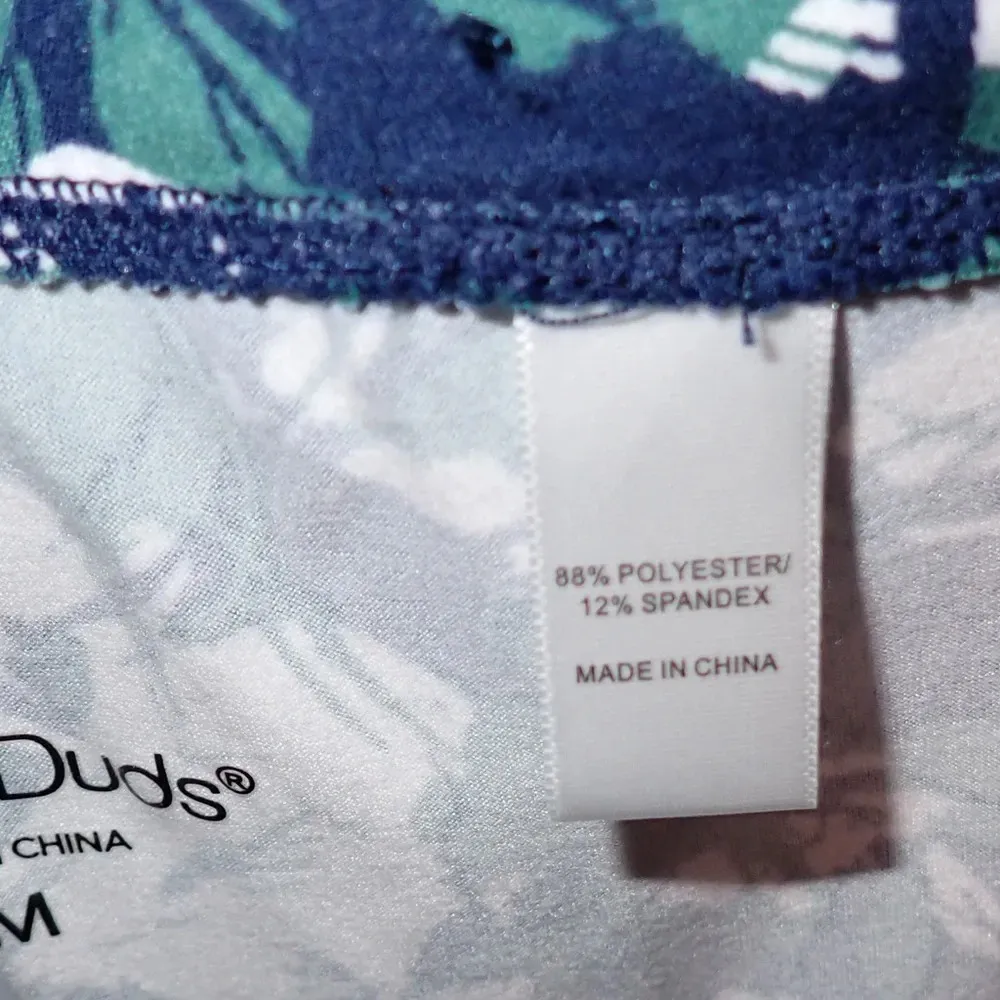 88% POLYESTER/
12% SPANDEX
MADE IN CHINA
Duds®
CHINA
M